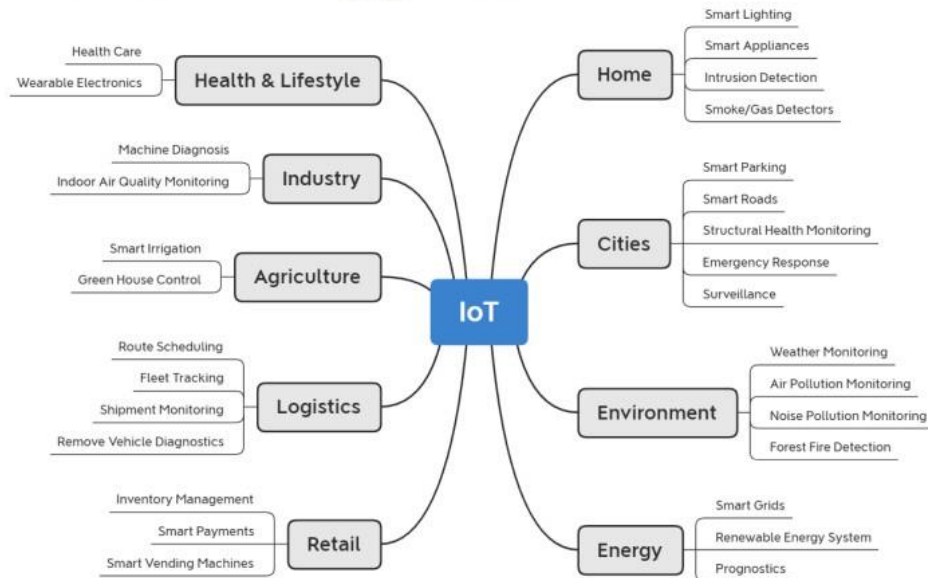 Health Care
Wearable Electronics
Health & Lifestyle
Machine Diagnosis
Indoor Air Quality Monitoring
Industry
Smart Irrigation
Green House Control
Agriculture
Route Scheduling
Fleet Tracking
Shipment Monitoring
Remove Vehicle Diagnostics
Logistics
Inventory Management
Smart Payments
Smart Vending Machines
Retail
IoT
Home
Smart Lighting
Smart Appliances
Intrusion Detection
Smoke/Gas Detectors
Cities
Smart Parking
Smart Roads
Structural Health Monitoring
Emergency Response
Surveillance
Environment
Weather Monitoring
Air Pollution Monitoring
Noise Pollution Monitoring
Forest Fire Detection
Energy
Smart Grids
Renewable Energy System
Prognostics